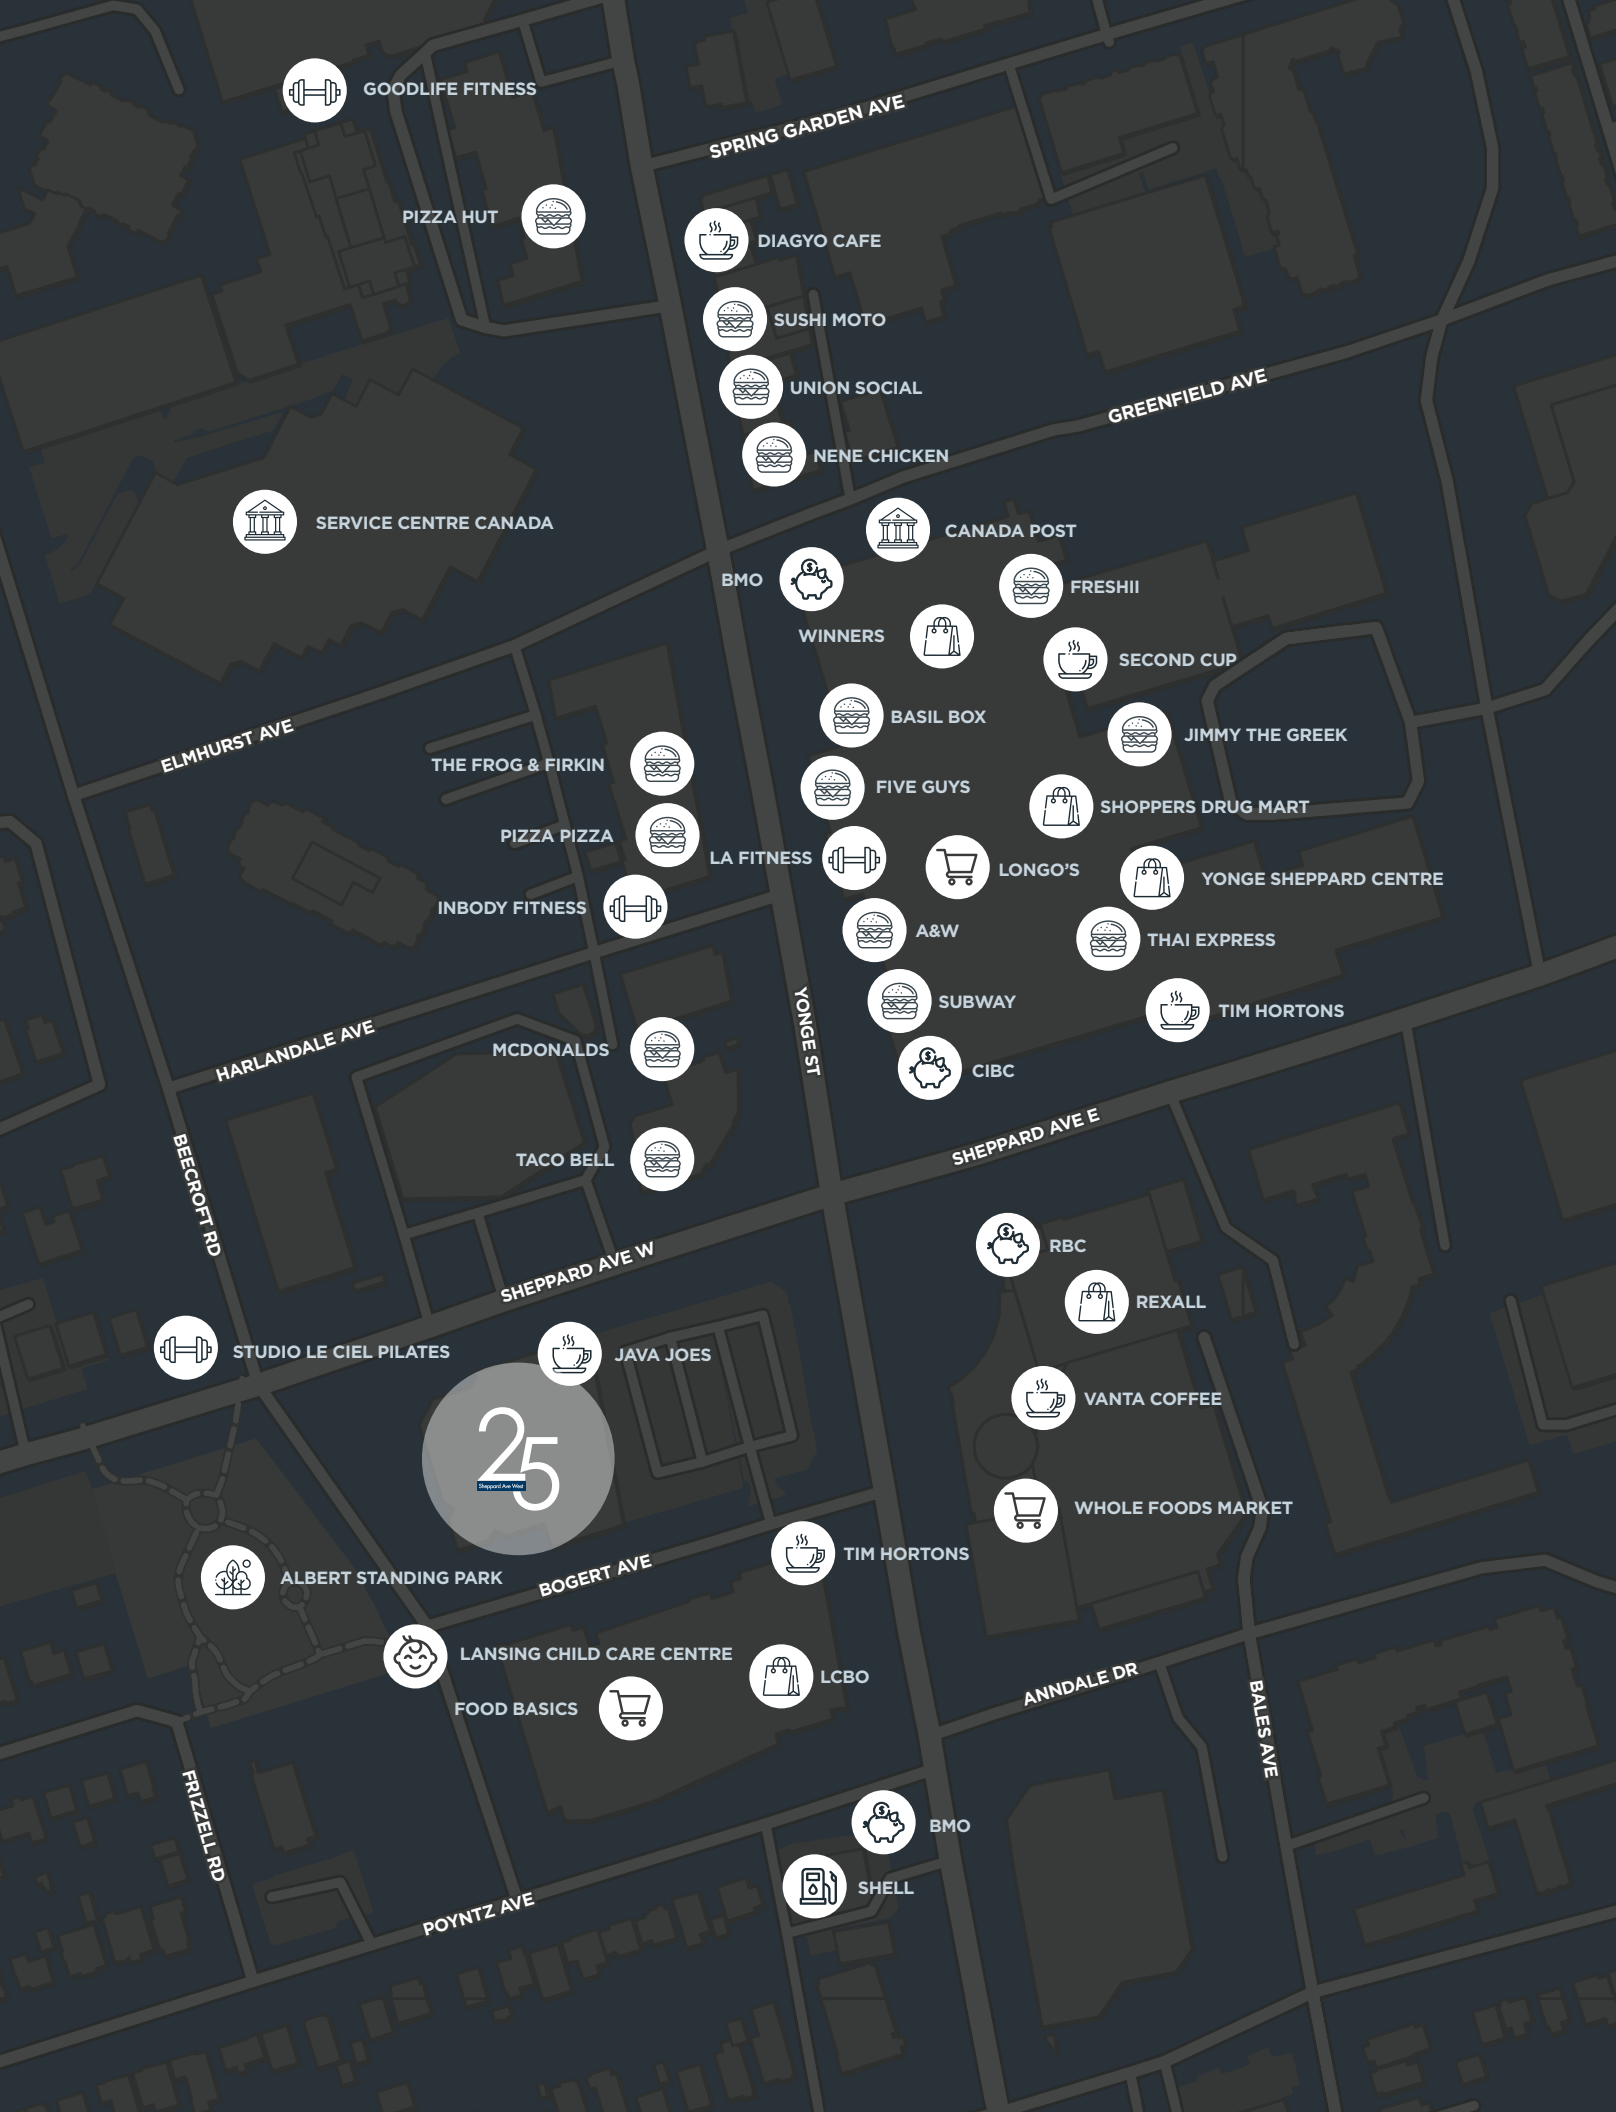 GOODLIFE FITNESS
SPRING GARDEN AVE
PIZZA HUT
DIAGYO CAFE
SUSHI MOTO
UNION SOCIAL
GREENFIELD AVE
NENE CHICKEN
SERVICE CENTRE CANADA
CANADA POST
BMO
FRESHII
WINNERS
SECOND CUP
BASIL BOX
JIMMY THE GREEK
ELMHURST AVE
THE FROG & FIRKIN
FIVE GUYS
SHOPPERS DRUG MART
PIZZA PIZZA
LA FITNESS
LONGO'S
YONGE SHEPPARD CENTRE
INBODY FITNESS
A&W
THAI EXPRESS
SUBWAY
TIM HORTONS
YONGE ST
HARLANDALE AVE
MCDONALDS
CIBC
SHEPPARD AVE E
TACO BELL
BEECROFT RD
RBC
SHEPPARD AVE W
REXALL
STUDIO LE CIEL PILATES
JAVA JOES
VANTA COFFEE
25
Sheppard Ave West
WHOLE FOODS MARKET
TIM HORTONS
BOGERT AVE
ALBERT STANDING PARK
LANSING CHILD CARE CENTRE
LCBO
ANNDALE DR
FOOD BASICS
BALES AVE
FRIZZELL RD
BMO
SHELL
POYNTZ AVE